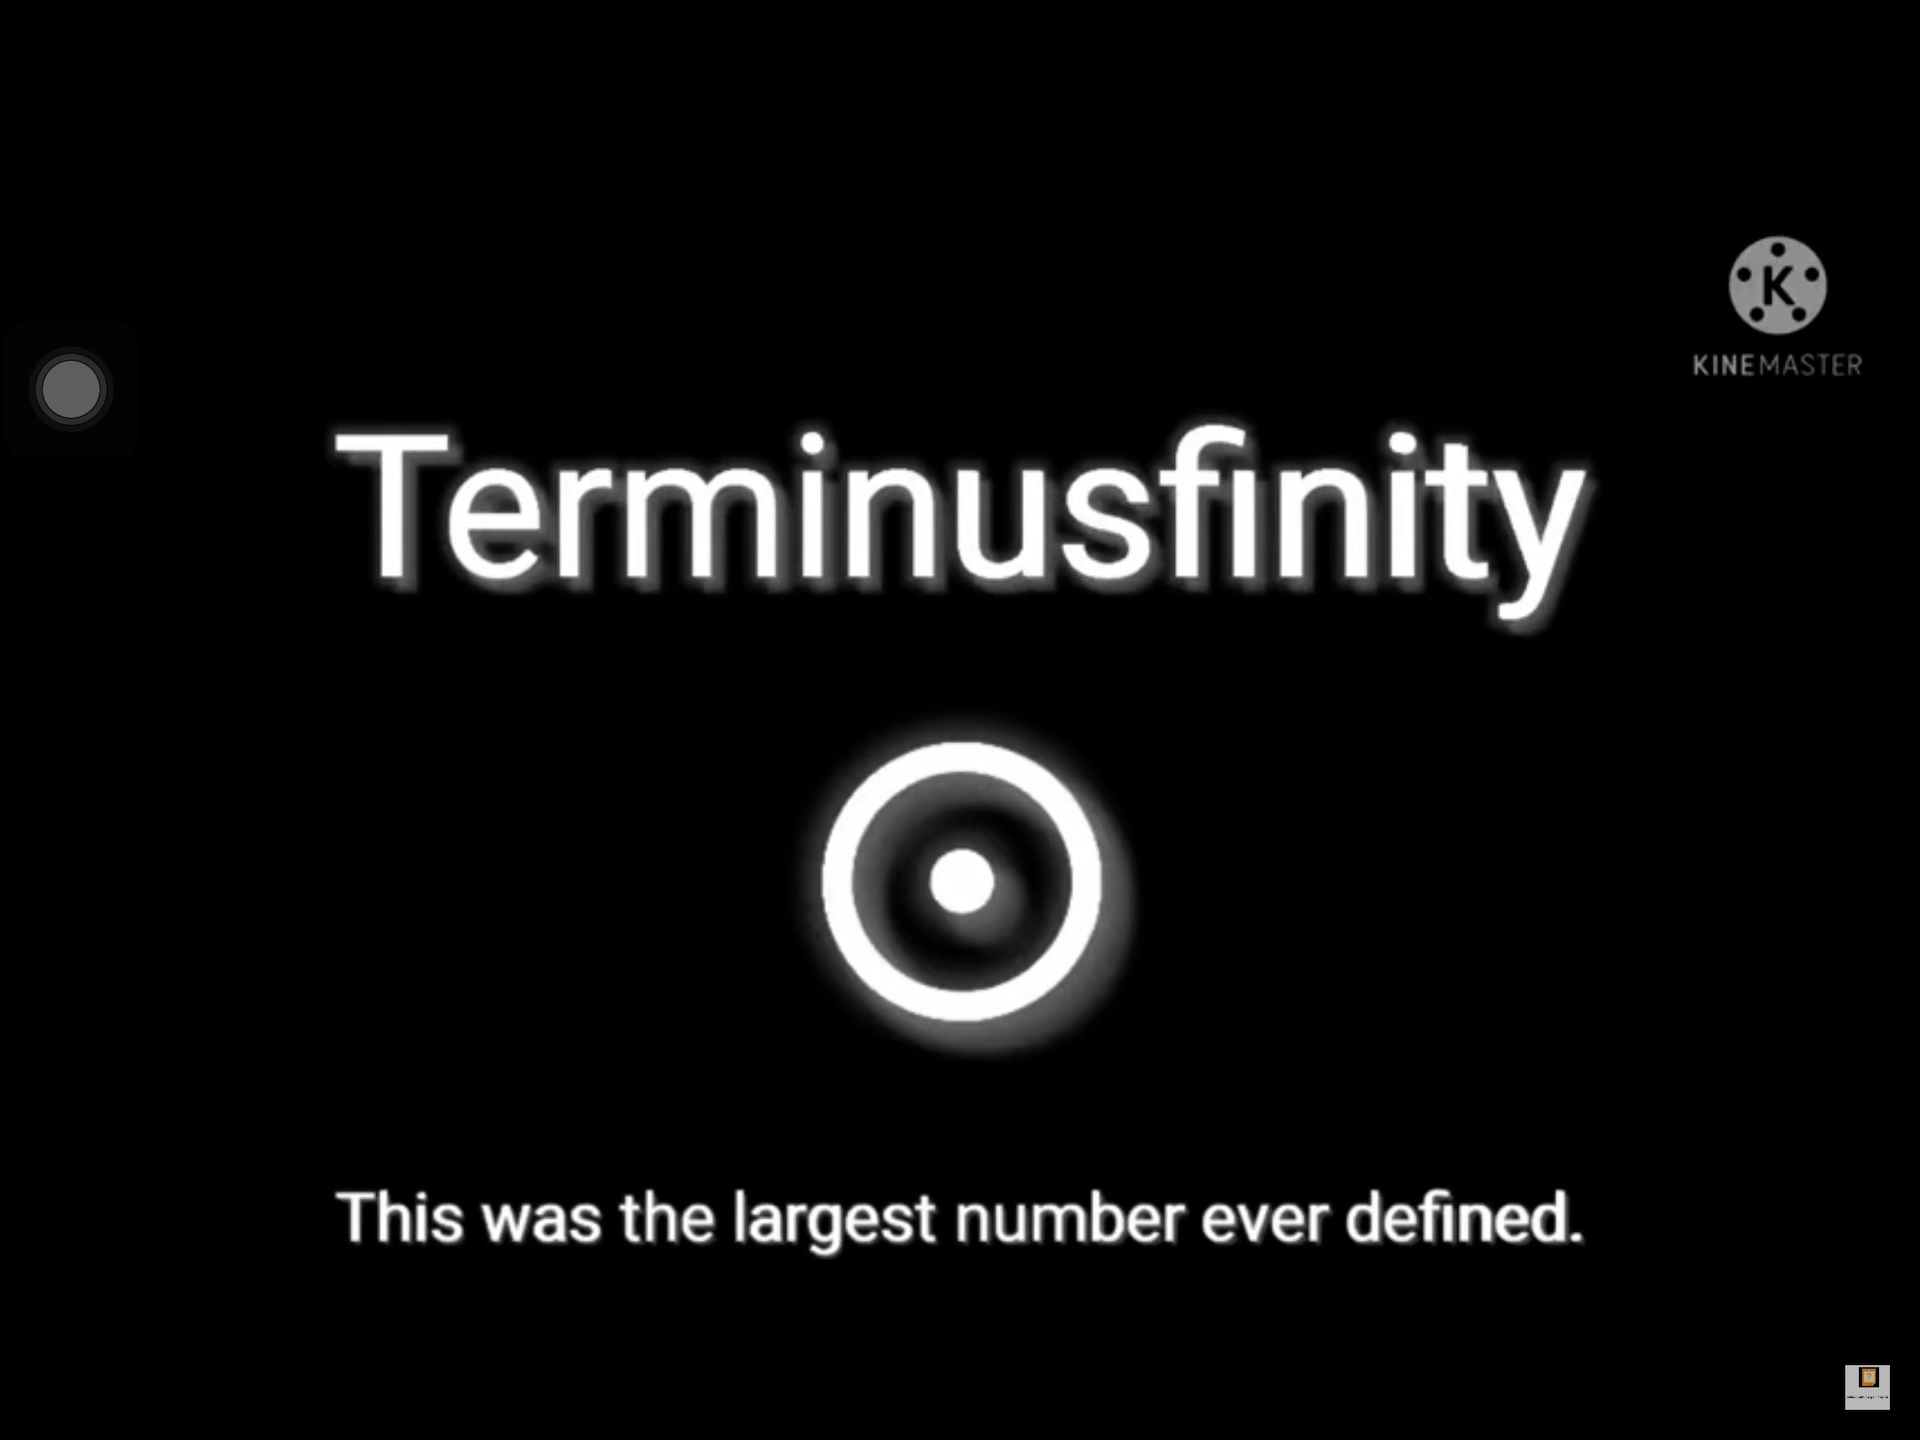 K
KINEMASTER
Terminusfinity
This was the largest number ever defined.